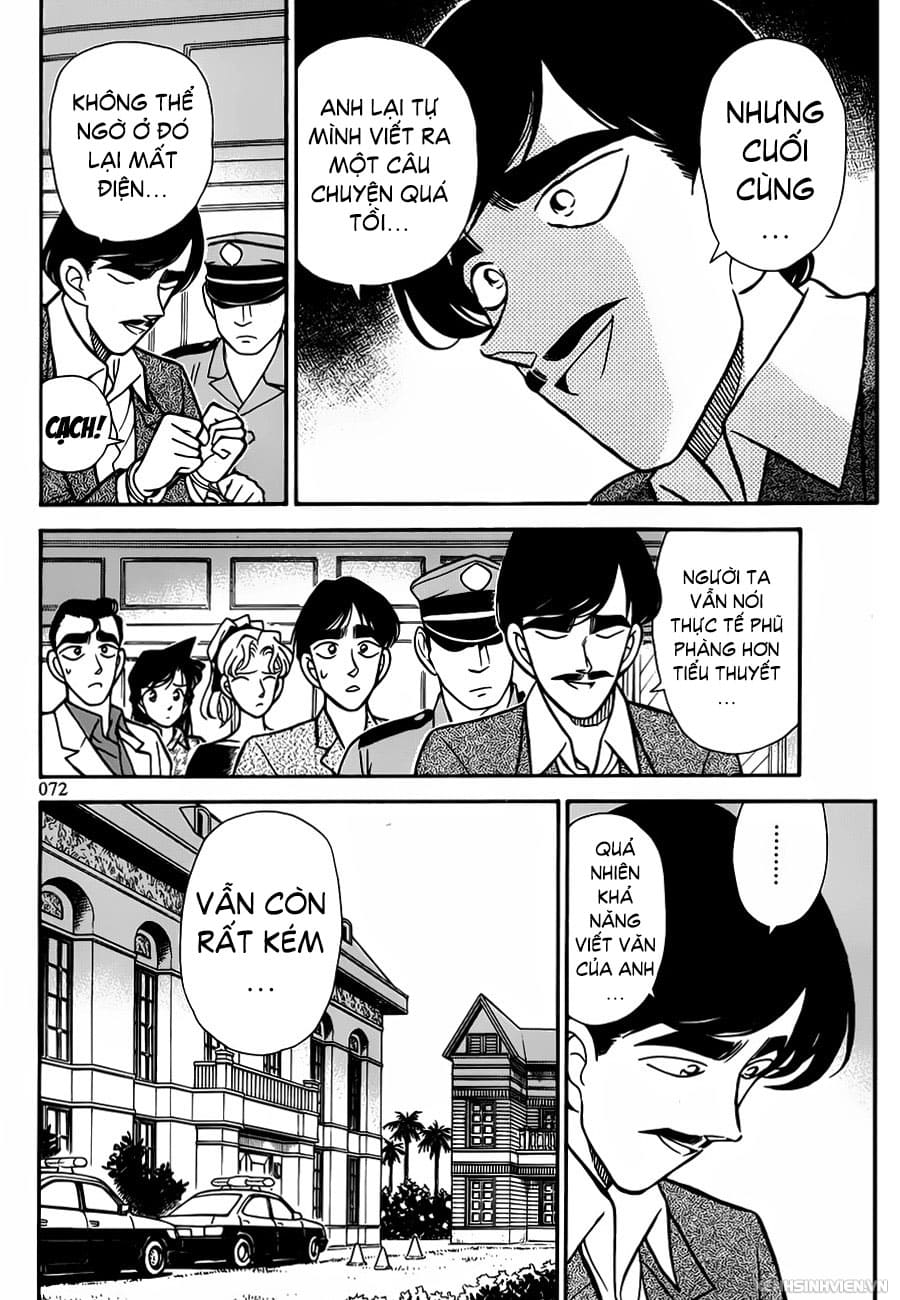 NHƯNG
CUỐI
CÙNG
...
ANH LẠI TỰ
MÌNH VIẾT RA
MỘT CÂU
CHUYỆN QUÁ
TỒI...
KHÔNG THỂ
NGỜ Ở ĐÓ
LẠI MẤT
ĐIỆN...
CẠCH!
NGƯỜI TA
VẪN NÓI
THỰC TẾ PHŨ
PHÀNG HƠN
TIỂU THUYẾT
...
072
.........
QUẢ
NHIÊN
KHẢ
NĂNG
VIẾT VĂN
CỦA ANH
...
VẪN CÒN
RẤT KÉM
...